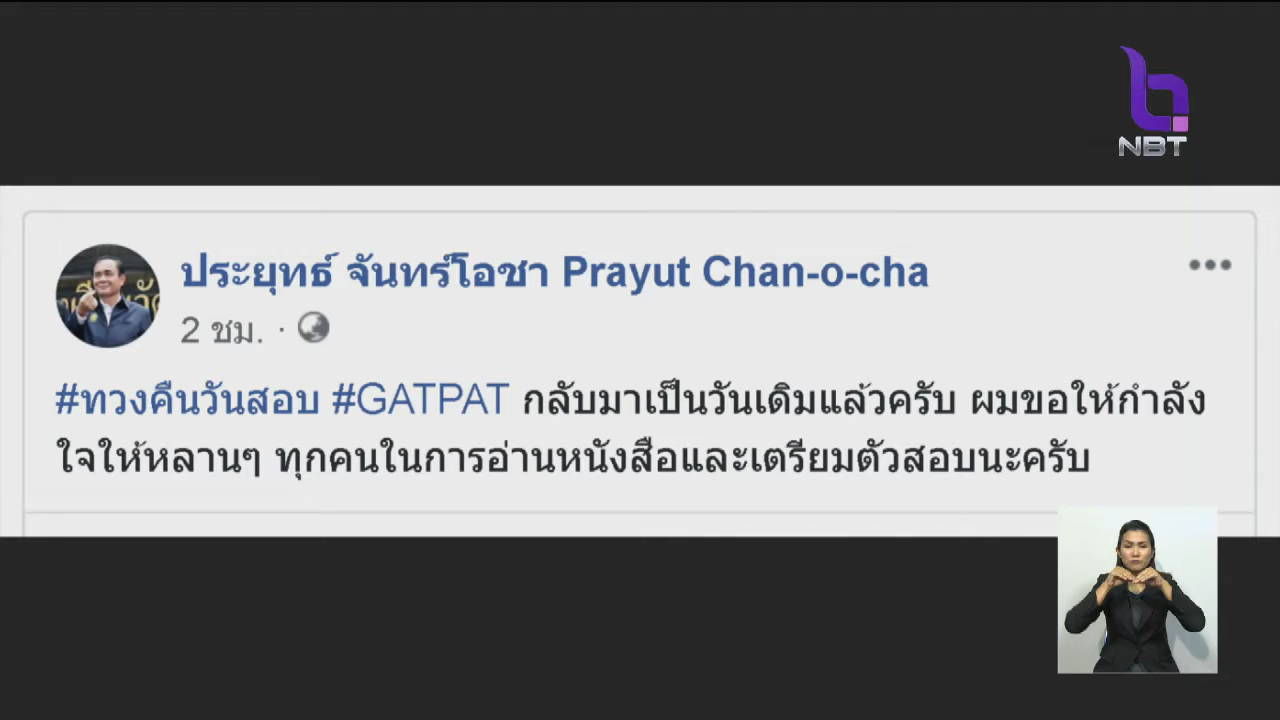 NBT
ประยุทธ์ จันทร์โอชา Prayut Chan-o-cha
2 ชม. ·
#ทวงคืนวันสอบ #GATPAT กลับมาเป็นวันเดิมแล้วครับ ผมขอให้กำลัง
ใจให้หลานๆ ทุกคนในการอ่านหนังสือและเตรียมตัวสอบนะครับ